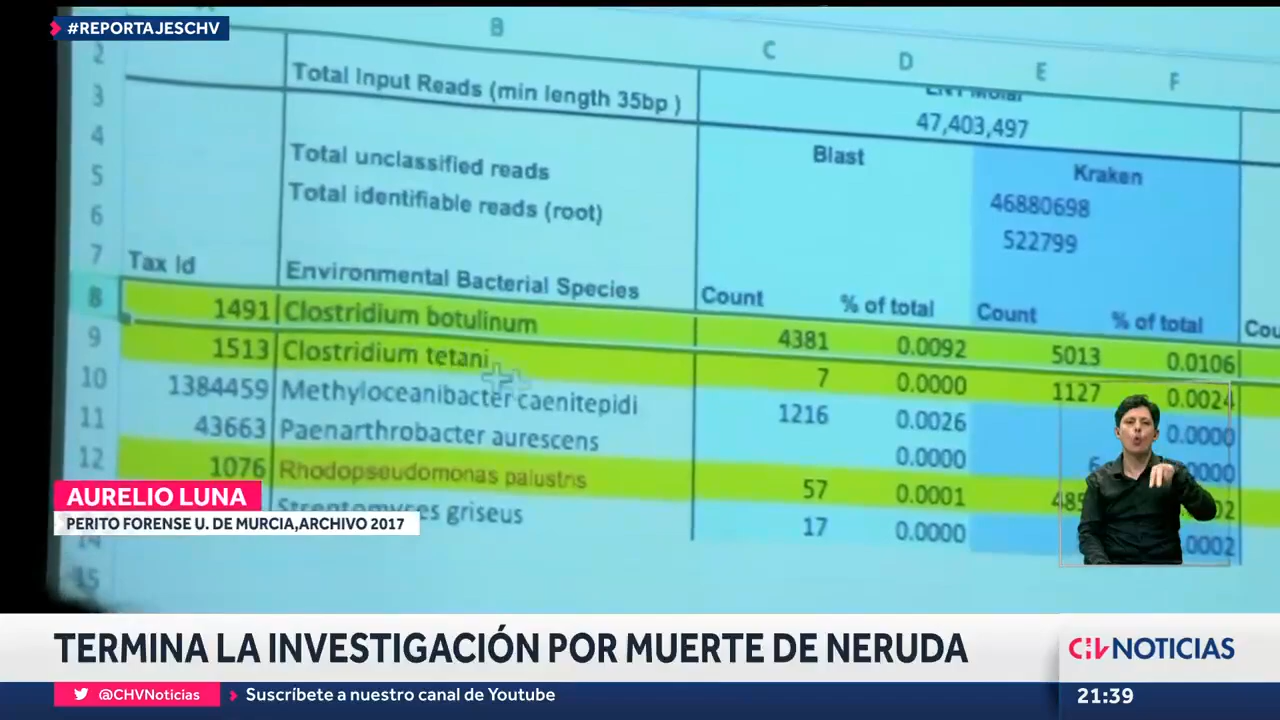 #REPORTAJESCHV
B
C
D
E
F
2
3
4
5
6
7
8
9
10
11
12
15
Total Input Reads (min length 35bp )
47,403,497
Blast
Kraken
Total unclassified reads
46880698
Total identifiable reads (root)
522799
Tax Id Environmental Bacterial Species Count % of total Count % of total
1491 Clostridium botulinum 4381 0.0092 5013 0.0106
1513 Clostridium tetani 7 0.0000 1127 0.0024
1384459 Methyloceanibacter caenitepidi 1216 0.0026 0.0000
43663 Paenarthrobacter aurescens 0.0000
1076 Rhodopseudomonas palustris 57 0.0001
Streptomyces griseus 17 0.0000
AURELIO LUNA
PERITO FORENSE U. DE MURCIA,ARCHIVO 2017
TERMINA LA INVESTIGACIÓN POR MUERTE DE NERUDA
CHV NOTICIAS
@CHVNoticias Suscríbete a nuestro canal de Youtube
21:39